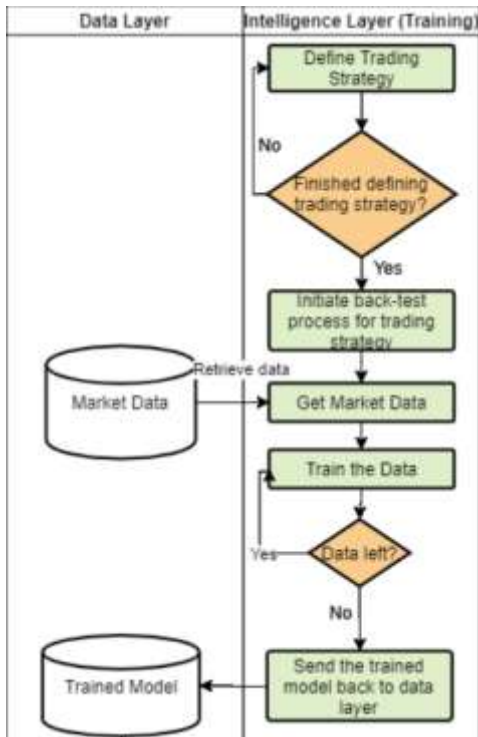 Data Layer
Intelligence Layer (Training)
Define Trading
Strategy
No
Finished defining
trading strategy?
Yes
Initiate back-test
process for trading
strategy
Retrieve data
Market Data
Get Market Data
Train the Data
Yes
Data left?
No
Trained Model
Send the trained
model back to data
layer